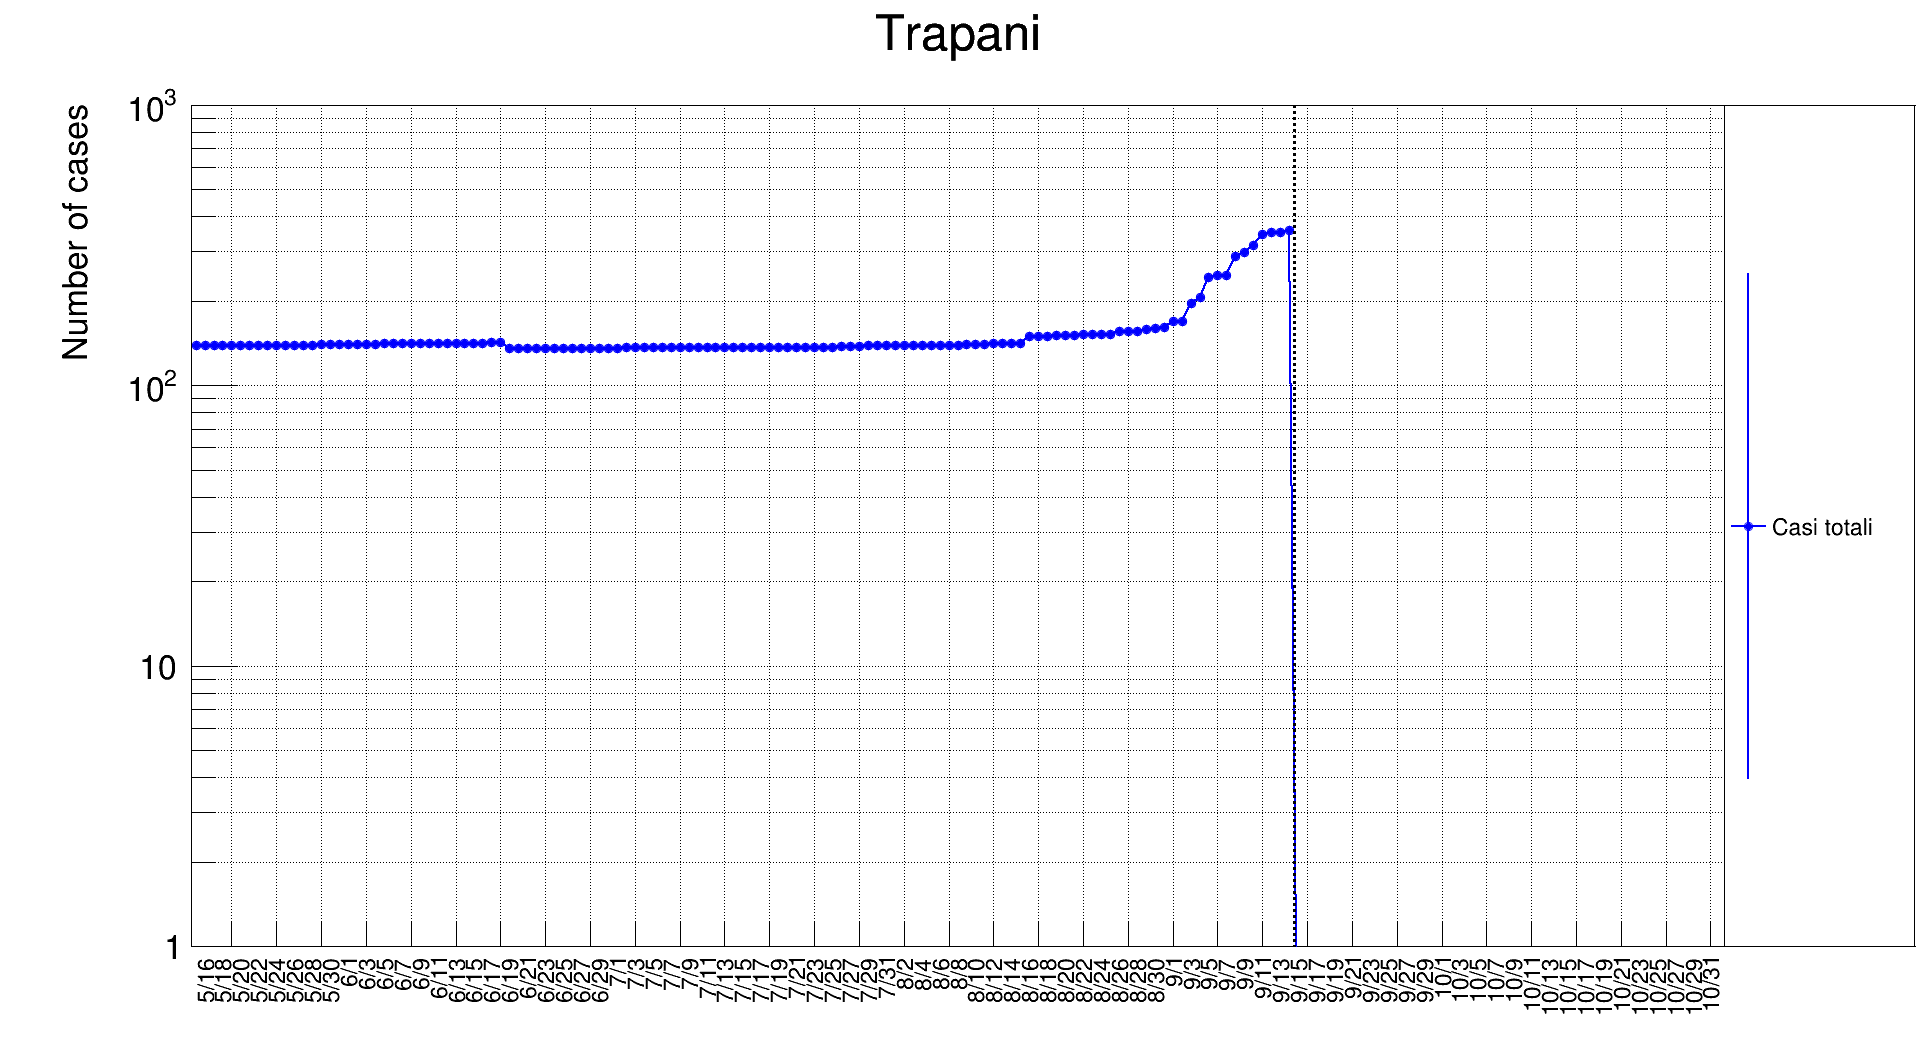 Trapani
Number of cases
10³
10²
10
1
5/16 5/18 5/20 5/22 5/24 5/26 5/28 5/30 6/1 6/3 6/5 6/7 6/9 6/11 6/13 6/15 6/17 6/19 6/21 6/23 6/25 6/27 6/29 7/1 7/3 7/5 7/7 7/9 7/11 7/13 7/15 7/17 7/19 7/21 7/23 7/25 7/27 7/29 7/31 8/2 8/4 8/6 8/8 8/10 8/12 8/14 8/16 8/18 8/20 8/22 8/24 8/26 8/28 8/30 9/1 9/3 9/5 9/7 9/9 9/11 9/13 9/15 9/17 9/19 9/21 9/23 9/25 9/27 9/29 10/1 10/3 10/5 10/7 10/9 10/11 10/13 10/15 10/17 10/19 10/21 10/23 10/25 10/27 10/29 10/31
Casi totali